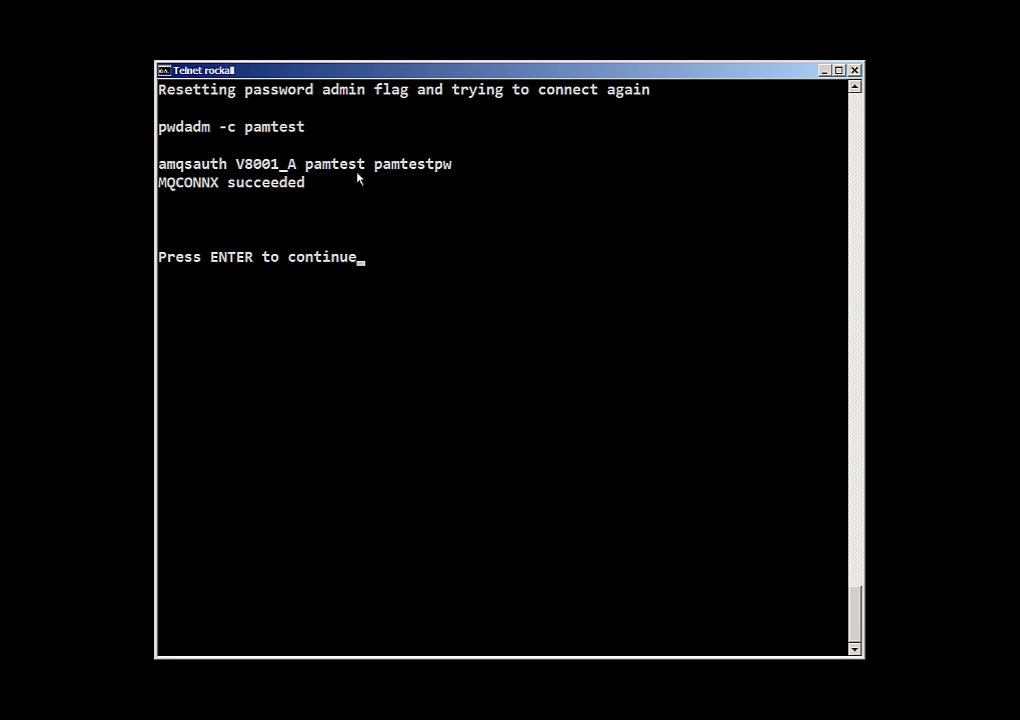 Telnet rockall
Resetting password admin flag and trying to connect again
pwdadm -c pamtest
amqsauth V8001_A pamtest pamtestpw
MQCONNX succeeded
Press ENTER to continue